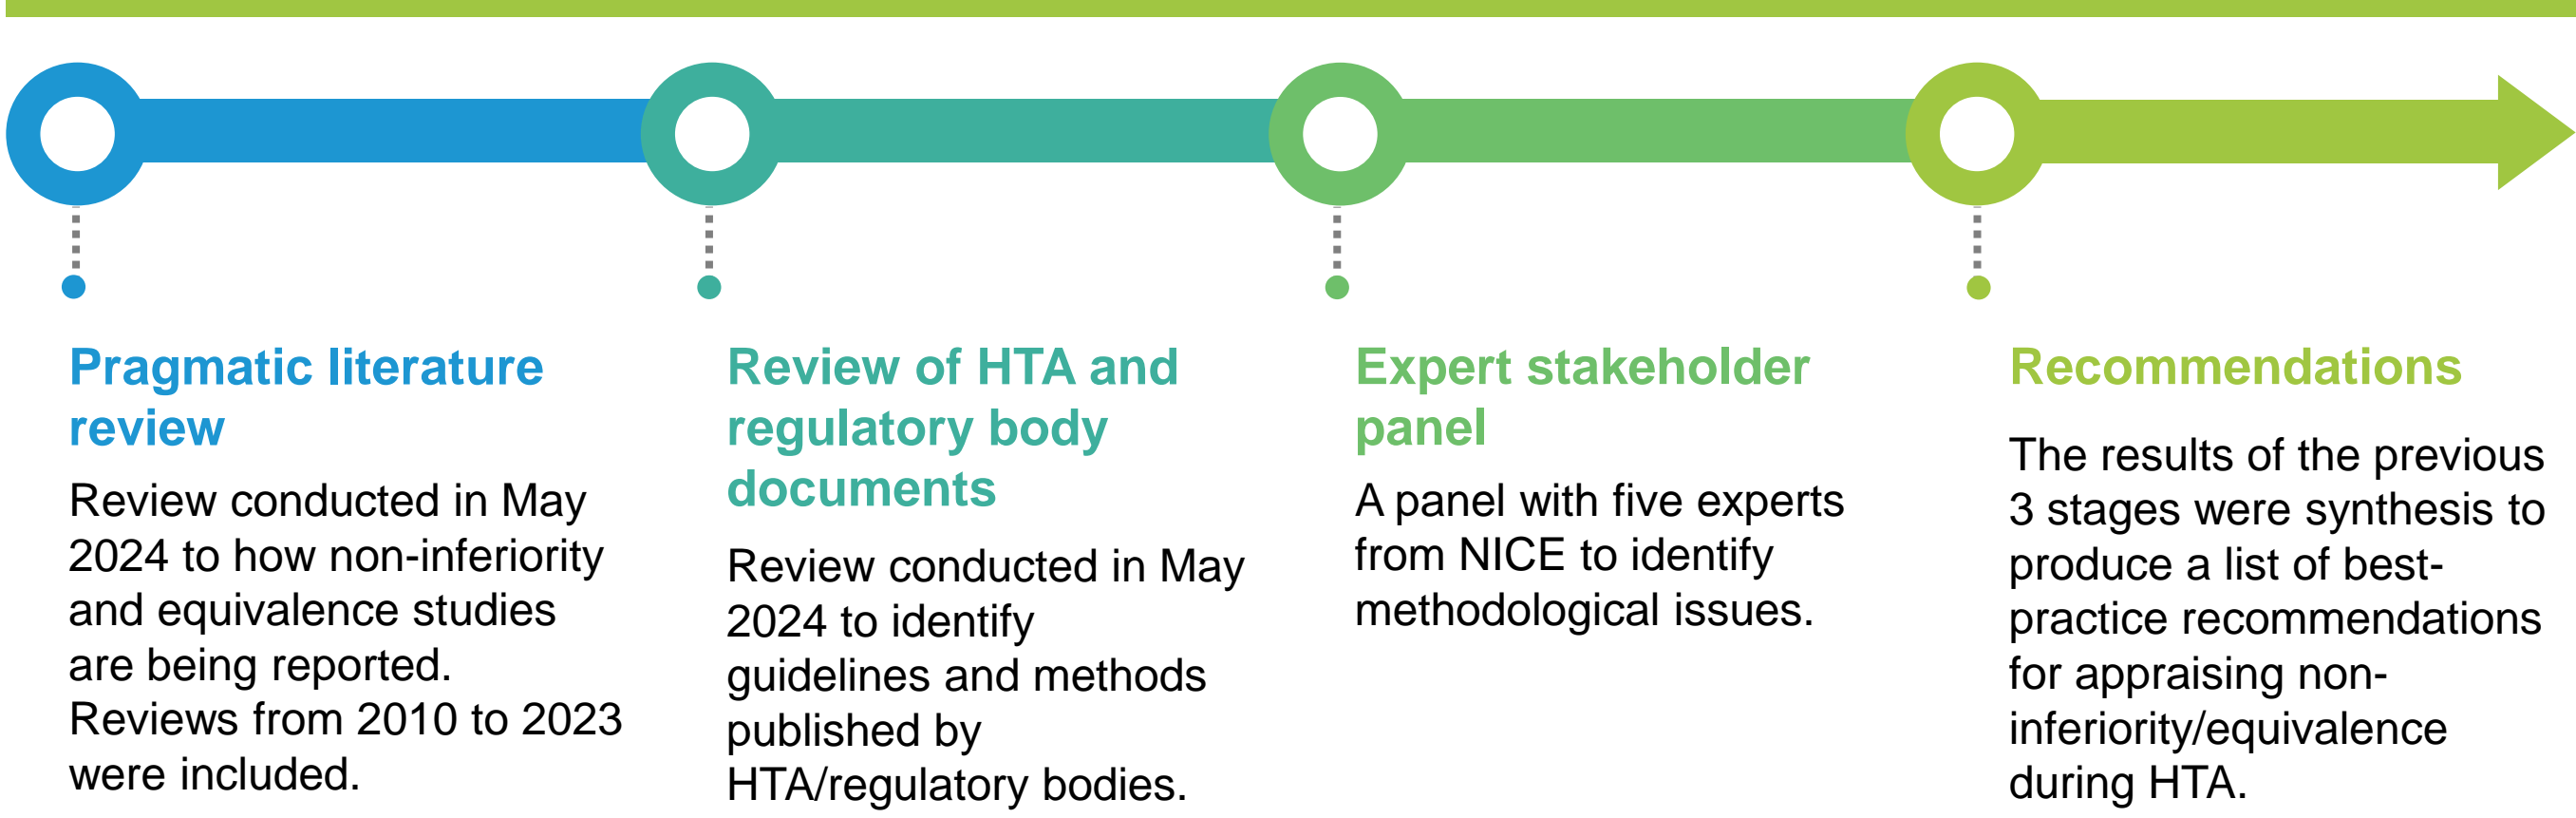 Pragmatic literature
review
Review conducted in May
2024 to how non-inferiority
and equivalence studies
are being reported.
Reviews from 2010 to 2023
were included.
Review of HTA and
regulatory body
documents
Review conducted in May
2024 to identify
guidelines and methods
published by
HTA/regulatory bodies.
Expert stakeholder
panel
A panel with five experts
from NICE to identify
methodological issues.
Recommendations
The results of the previous
3 stages were synthesis to
produce a list of best-
practice recommendations
for appraising non-
inferiority/equivalence
during HTA.